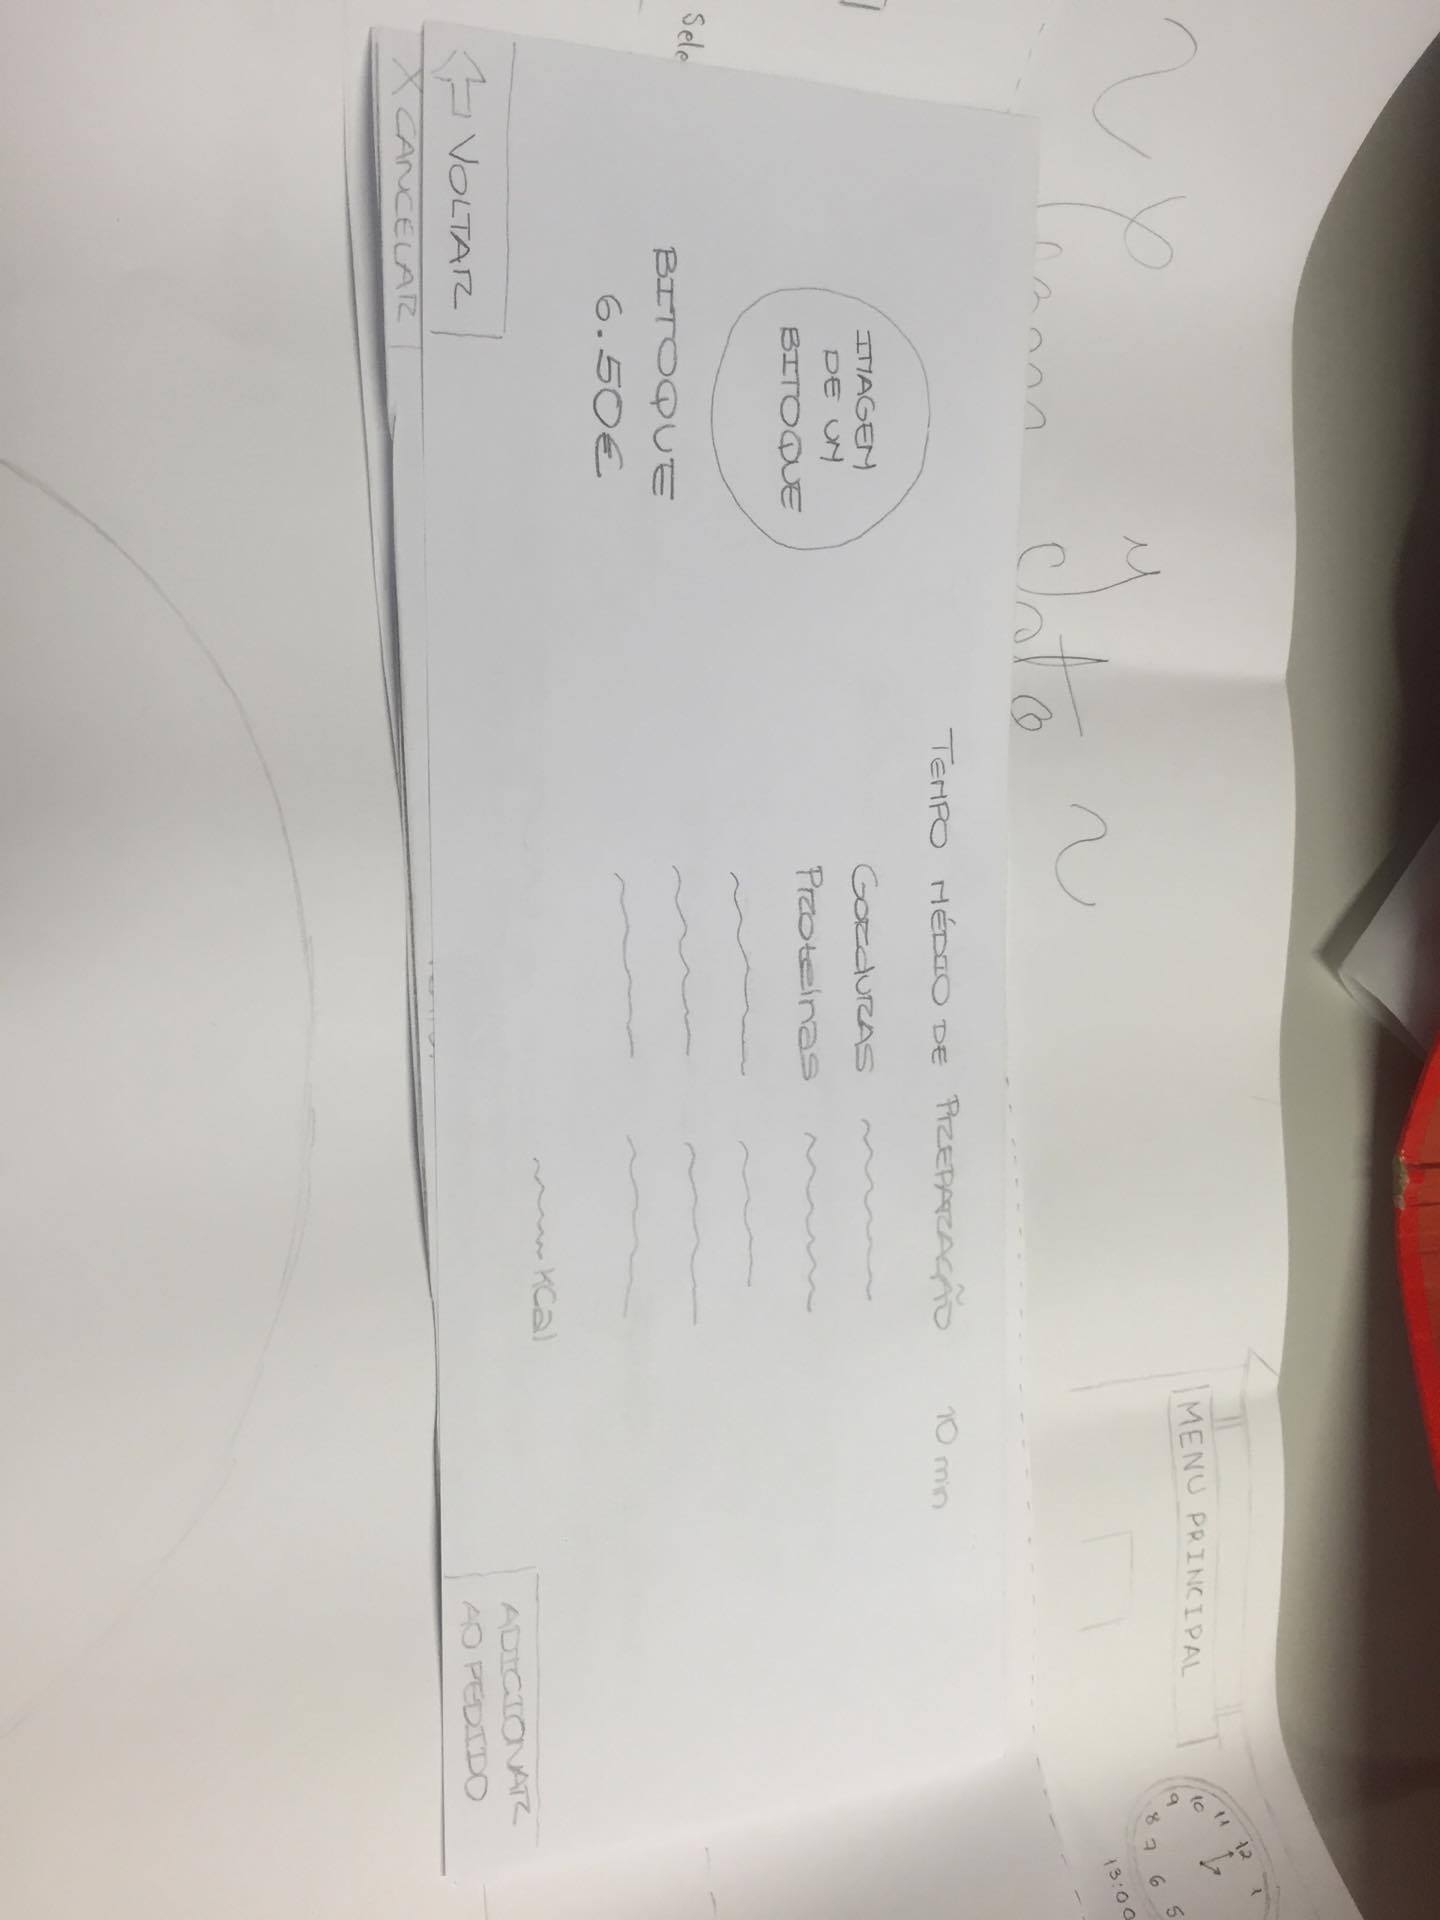 Sele
MENU PRINCIPAL
10 11 12 1
9 8 7 6 5
13:00
TEMPO MÉDIO DE PREPARAÇÃO 10 min
IMAGEM
DE UM
BITOQUE
GORDURAS
Proteínas
BITOQUE
6.50€
Kcal
VOLTAR
ADICIONAR
AO PEDIDO
X CANCELAR